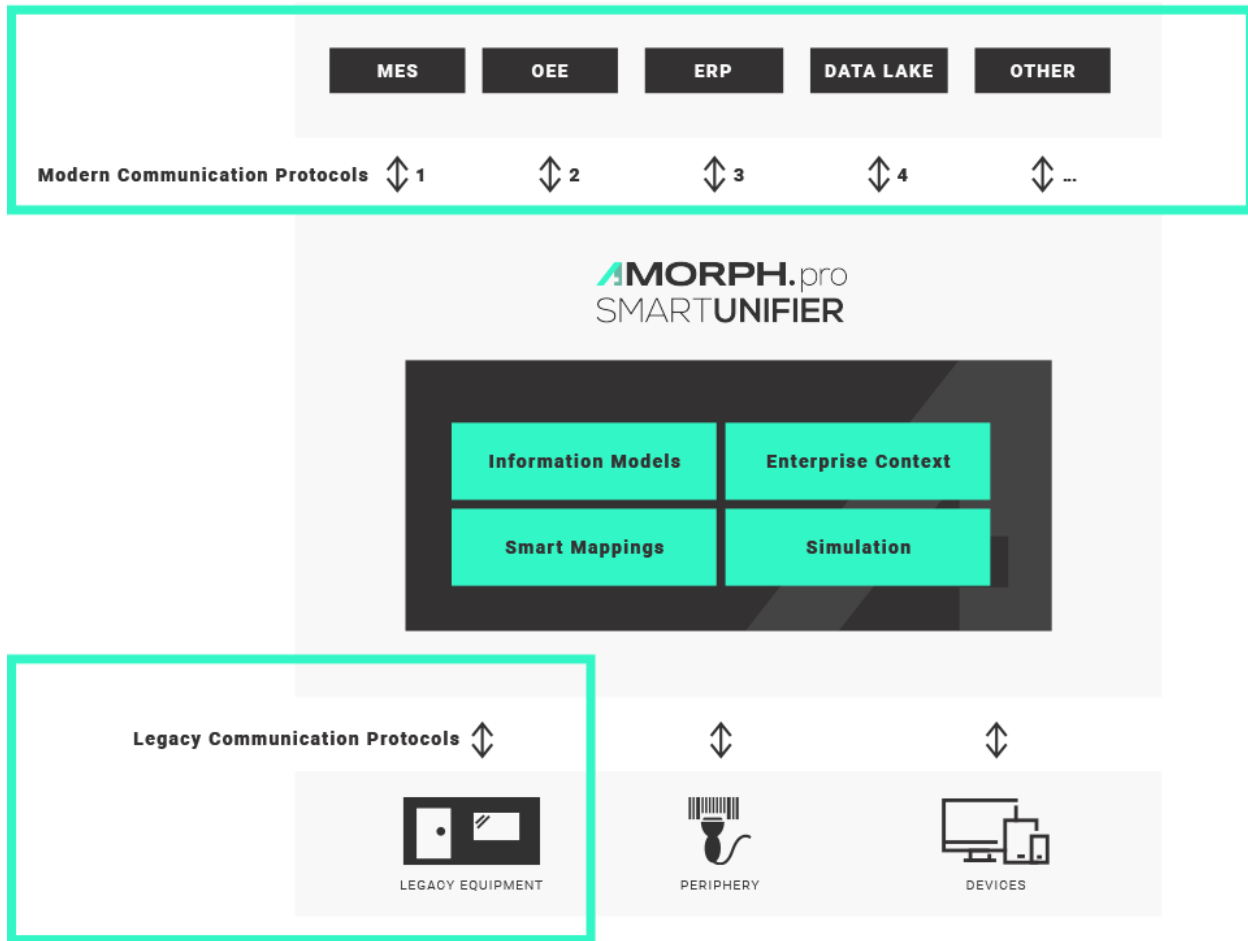 MES OEE ERP DATA LAKE OTHER
Modern Communication Protocols 1 2 3 4 ...
AMORPH.pro
SMARTUNIFIER
Information Models Enterprise Context
Smart Mappings Simulation
Legacy Communication Protocols
LEGACY EQUIPMENT PERIPHERY DEVICES